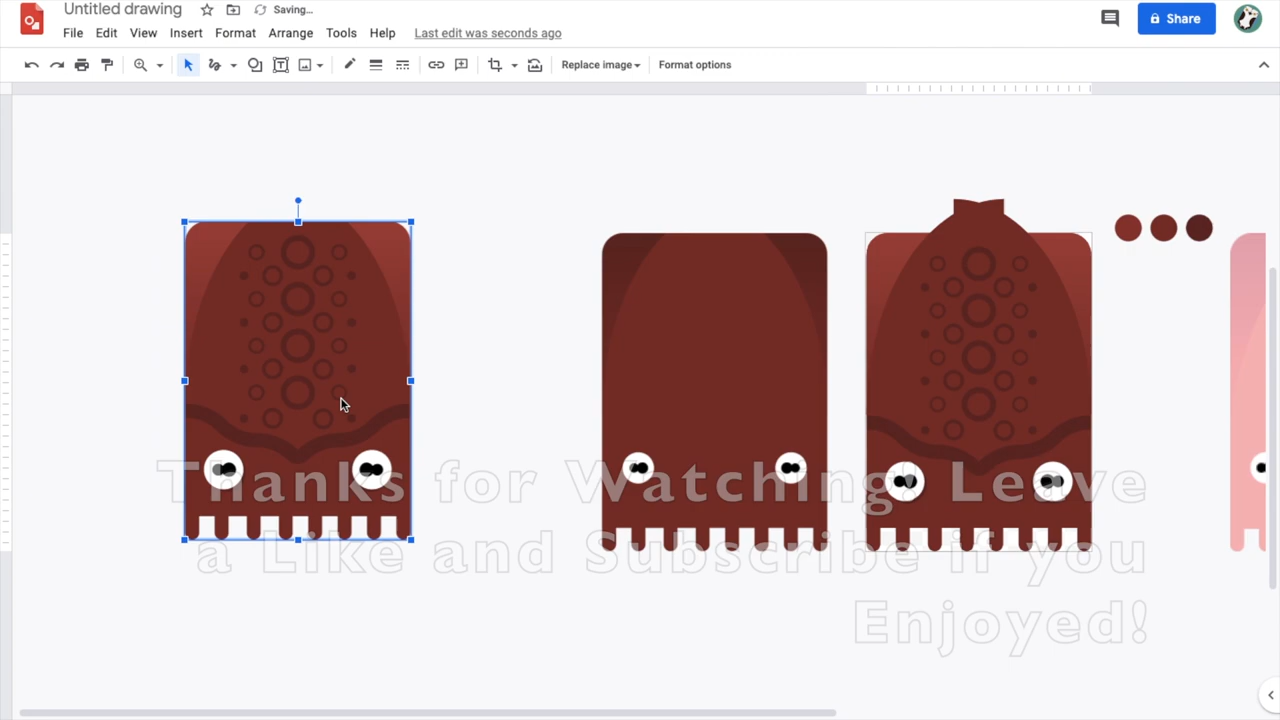 Untitled drawing
Saving...
Share
File Edit View Insert Format Arrange Tools Help Last edit was seconds ago
Replace image Format options
Thanks for Watching! Leave
a Like and Subscribe if you
Enjoyed!